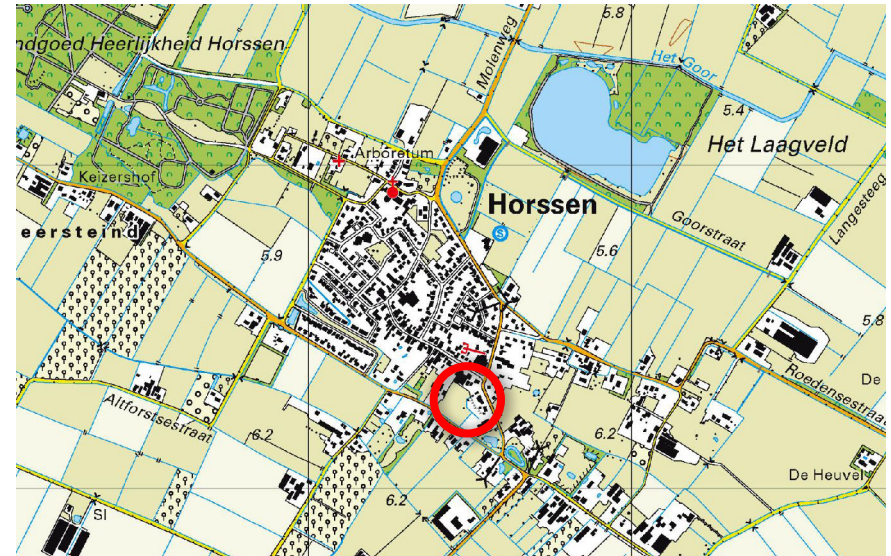 5.8
ndgoed Heerlijkheid Horssen
Molenweg
Het Goor
5.4
Het Laagveld
Arboretum
Keizershof
Horssen
Goorstraat
Langesteeg
eersteind
S
5.9
5.6
5.8
3
De
Roedensestraat
Altforstsestraat
6.2
6.2
De Heuvel
6.2
Sl